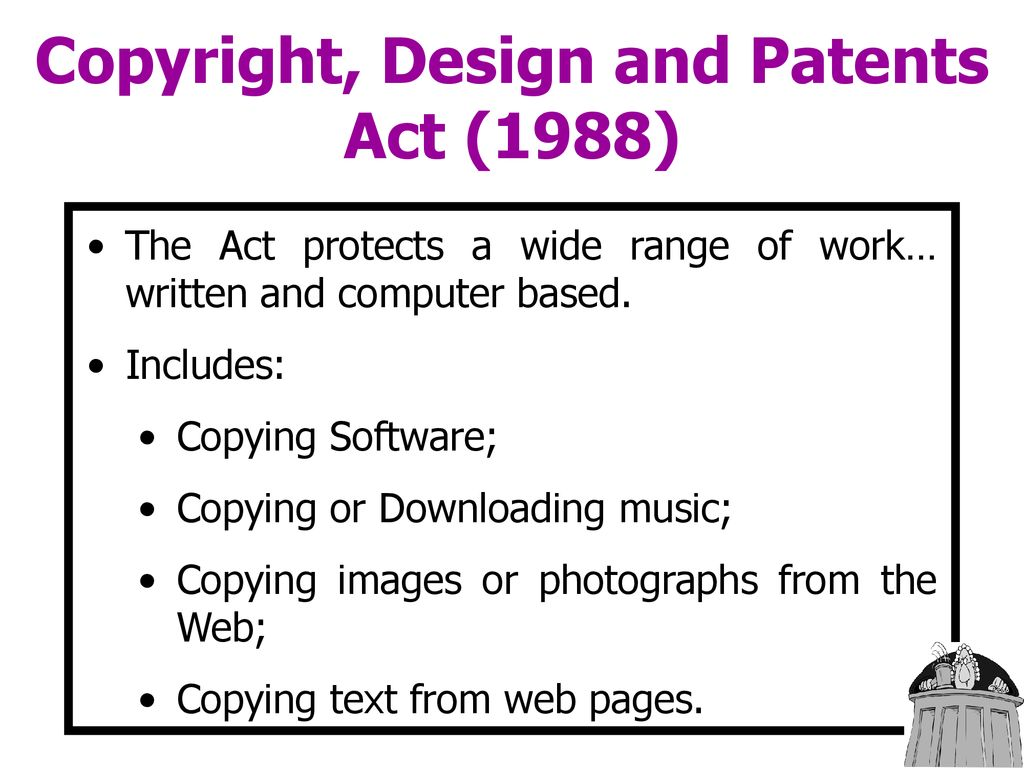 Copyright, Design and Patents
Act (1988)
• The Act protects a wide range of work…
written and computer based.
• Includes:
• Copying Software;
• Copying or Downloading music;
• Copying images or photographs from the
Web;
• Copying text from web pages.